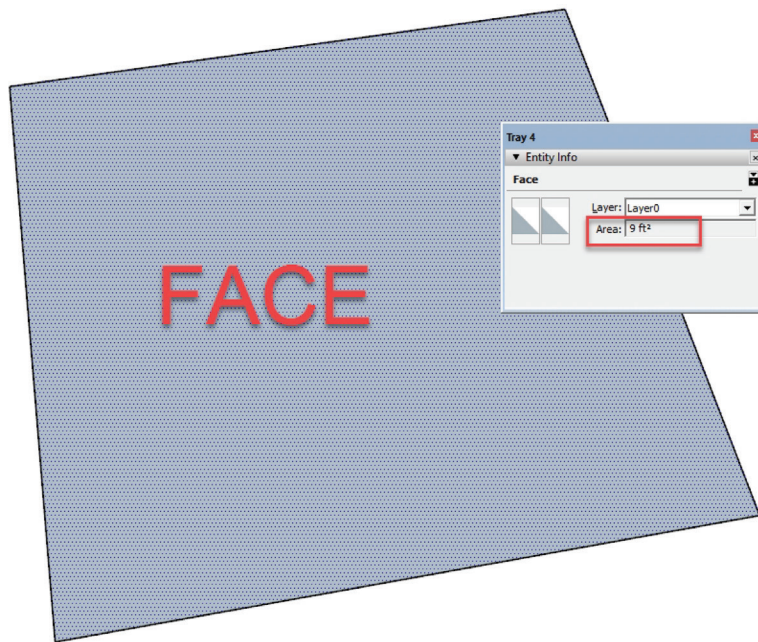 Tray 4
Entity Info
Face
Layer: Layer0
Area: 9 ft²
FACE